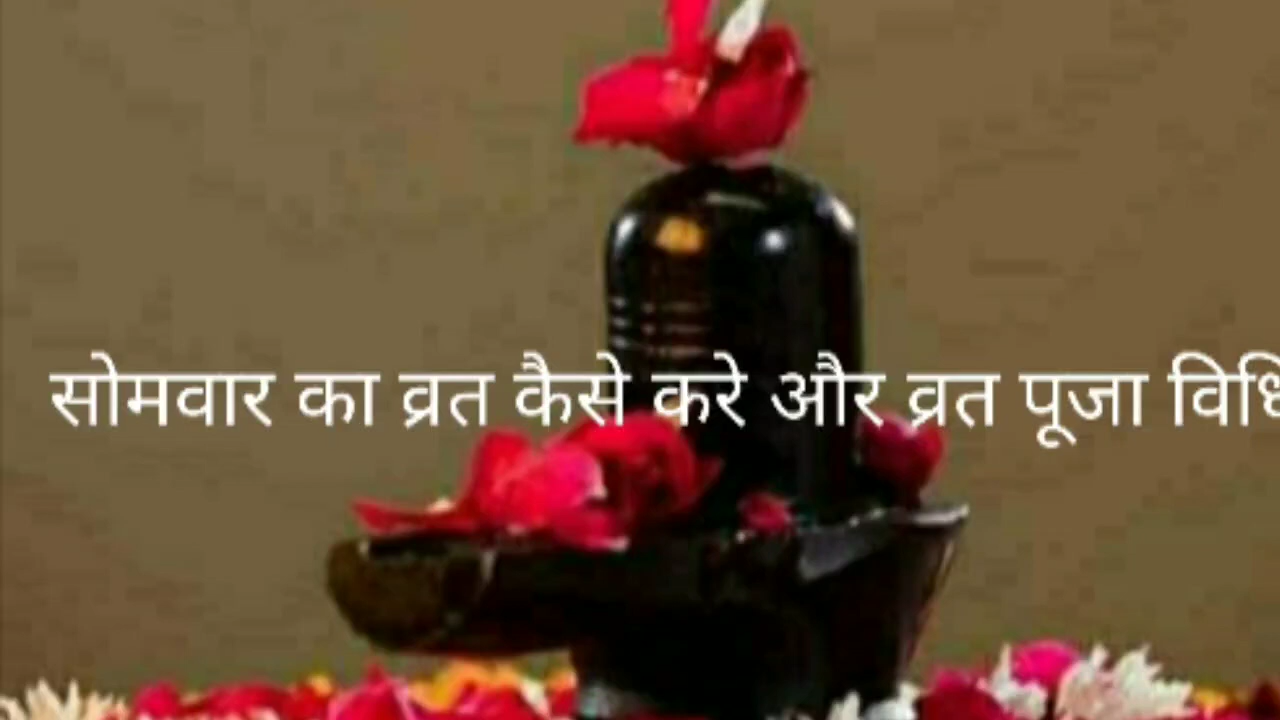 सोमवार का व्रत कैसे करे और व्रत पूजा विधि